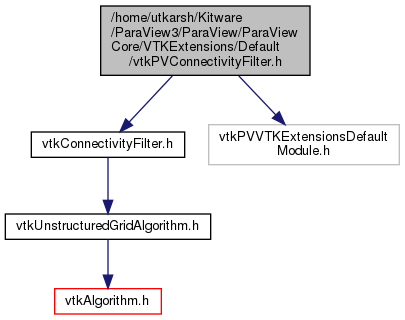 /home/utkarsh/Kitware
/ParaView3/ParaView/ParaView
Core/VTKExtensions/Default
/vtkPVConnectivityFilter.h
vtkConnectivityFilter.h
vtkPVVTKExtensionsDefault
Module.h
vtkUnstructuredGridAlgorithm.h
vtkAlgorithm.h